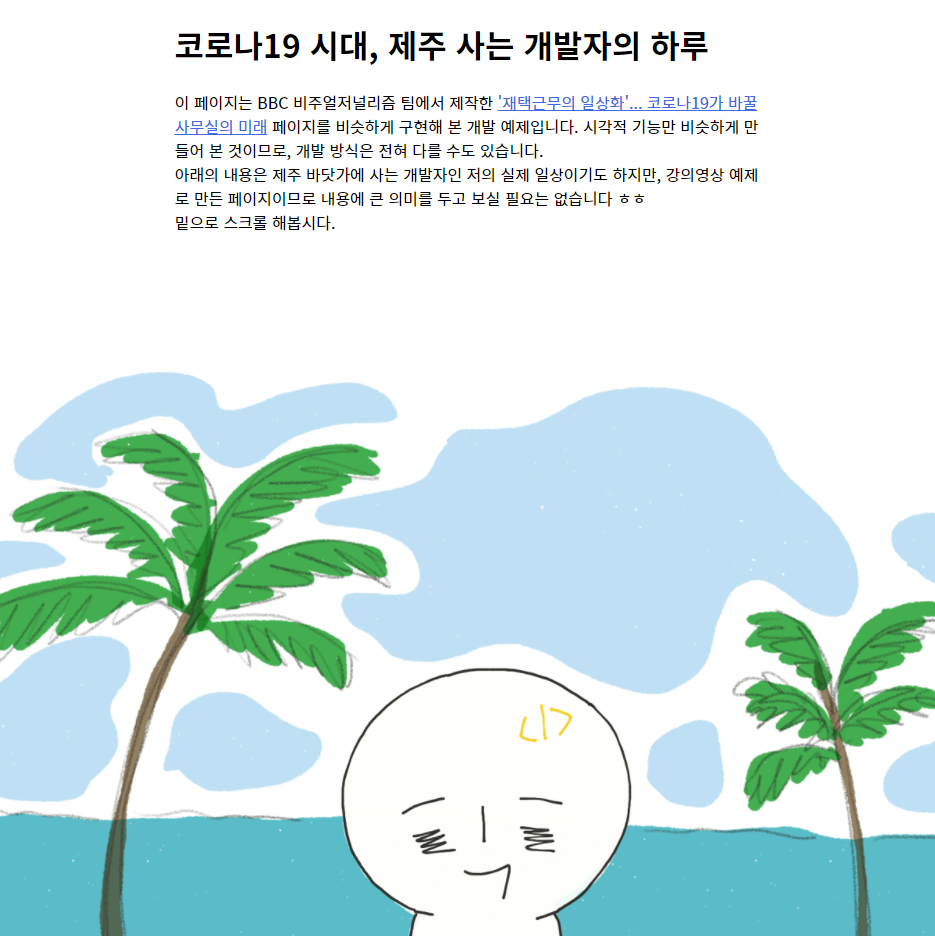 코로나19 시대, 제주 사는 개발자의 하루
이 페이지는 BBC 비주얼저널리즘 팀에서 제작한 '재택근무의 일상화'... 코로나19가 바꿀
사무실의 미래 페이지를 비슷하게 구현해 본 개발 예제입니다. 시각적 기능만 비슷하게 만
들어 본 것이므로, 개발 방식은 전혀 다를 수도 있습니다.
아래의 내용은 제주 바닷가에 사는 개발자인 저의 실제 일상이기도 하지만, 강의영상 예제
로 만든 페이지이므로 내용에 큰 의미를 두고 보실 필요는 없습니다 ㅎㅎ
밑으로 스크롤 해봅시다.